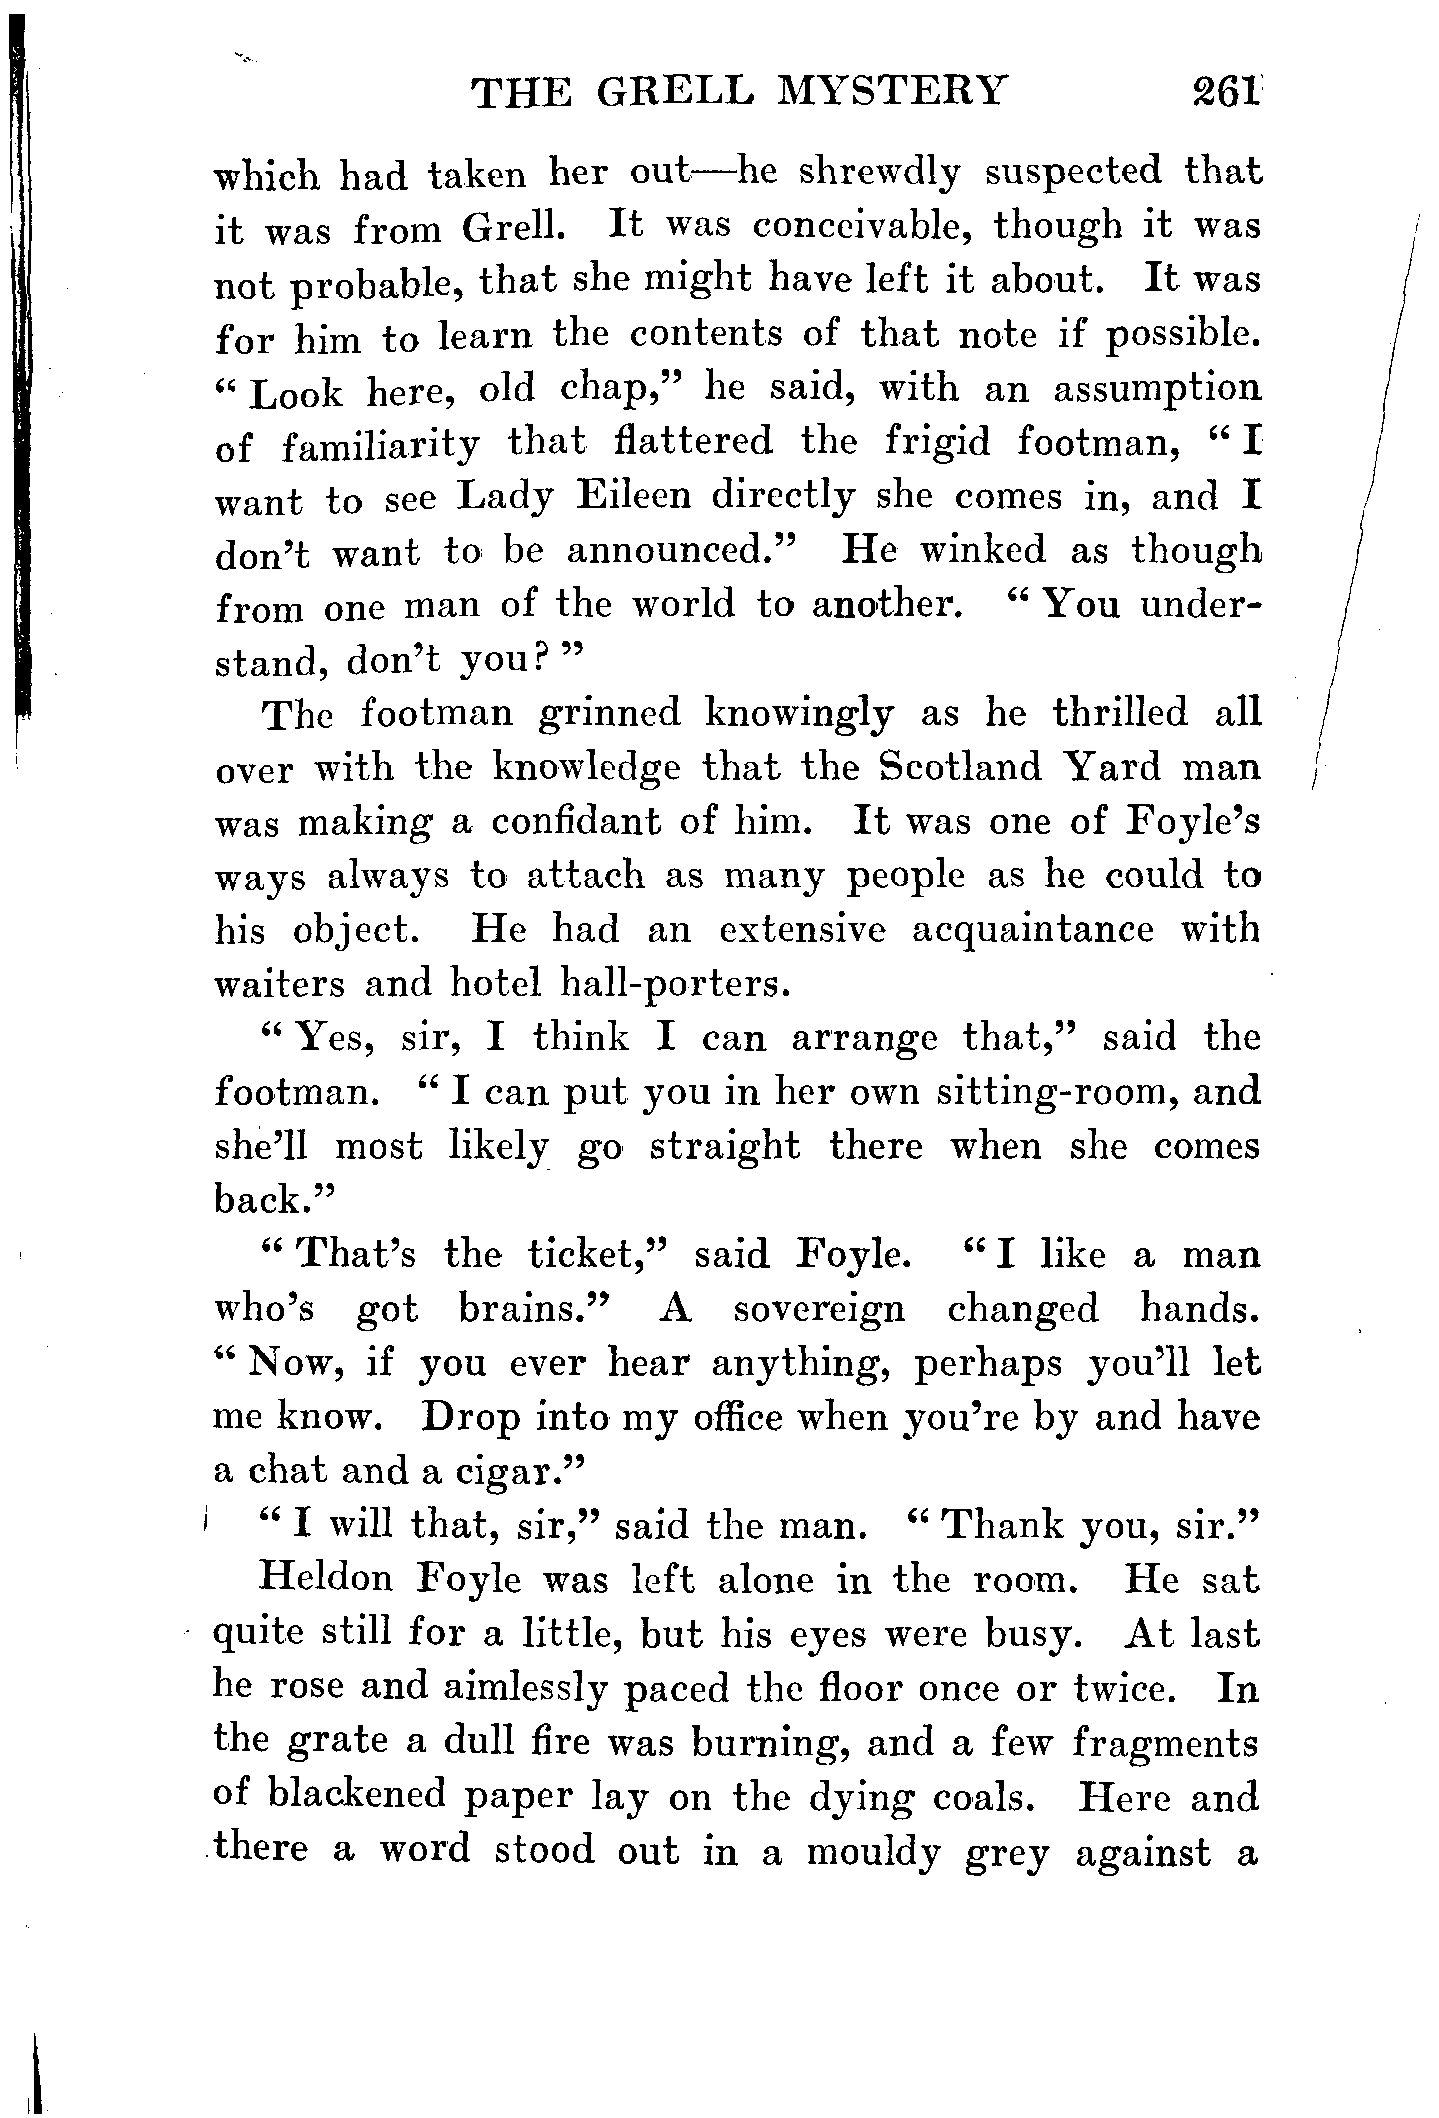 THE GRELL MYSTERY 261
which had taken her out—he shrewdly suspected that
it was from Grell. It was conceivable, though it was
not probable, that she might have left it about. It was
for him to learn the contents of that note if possible.
“ Look here, old chap,” he said, with an assumption
of familiarity that flattered the frigid footman, “ I
want to see Lady Eileen directly she comes in, and I
don’t want to be announced.” He winked as though
from one man of the world to another. “ You under-
stand, don’t you? ”
The footman grinned knowingly as he thrilled all
over with the knowledge that the Scotland Yard man
was making a confidant of him. It was one of Foyle’s
ways always to attach as many people as he could to
his object. He had an extensive acquaintance with
waiters and hotel hall-porters.
“ Yes, sir, I think I can arrange that,” said the
footman. “ I can put you in her own sitting-room, and
she’ll most likely go straight there when she comes
back.”
“ That’s the ticket,” said Foyle. “ I like a man
who’s got brains.” A sovereign changed hands.
“ Now, if you ever hear anything, perhaps you’ll let
me know. Drop into my office when you’re by and have
a chat and a cigar.”
“ I will that, sir,” said the man. “ Thank you, sir.”
Heldon Foyle was left alone in the room. He sat
quite still for a little, but his eyes were busy. At last
he rose and aimlessly paced the floor once or twice. In
the grate a dull fire was burning, and a few fragments
of blackened paper lay on the dying coals. Here and
there a word stood out in a mouldy grey against a